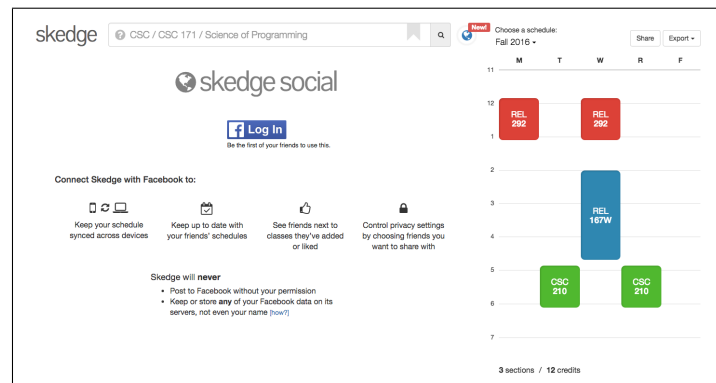 skedge
CSC / CSC 171 / Science of Programming
New!
Choose a schedule:
Fall 2016
Share
Export
skedge social
f Log In
Be the first of your friends to use this.
Connect Skedge with Facebook to:
Keep your schedule
synced across devices
Keep up to date with
your friends' schedules
See friends next to
classes they've added
or liked
Control privacy settings
by choosing friends you
want to share with
Skedge will never
• Post to Facebook without your permission
• Keep or store any of your Facebook data on its
servers, not even your name [how?]
M T W R F
11
12
REL
292
REL
292
1
2
3
REL
167W
4
5
CSC
210
CSC
210
6
7
3 sections / 12 credits